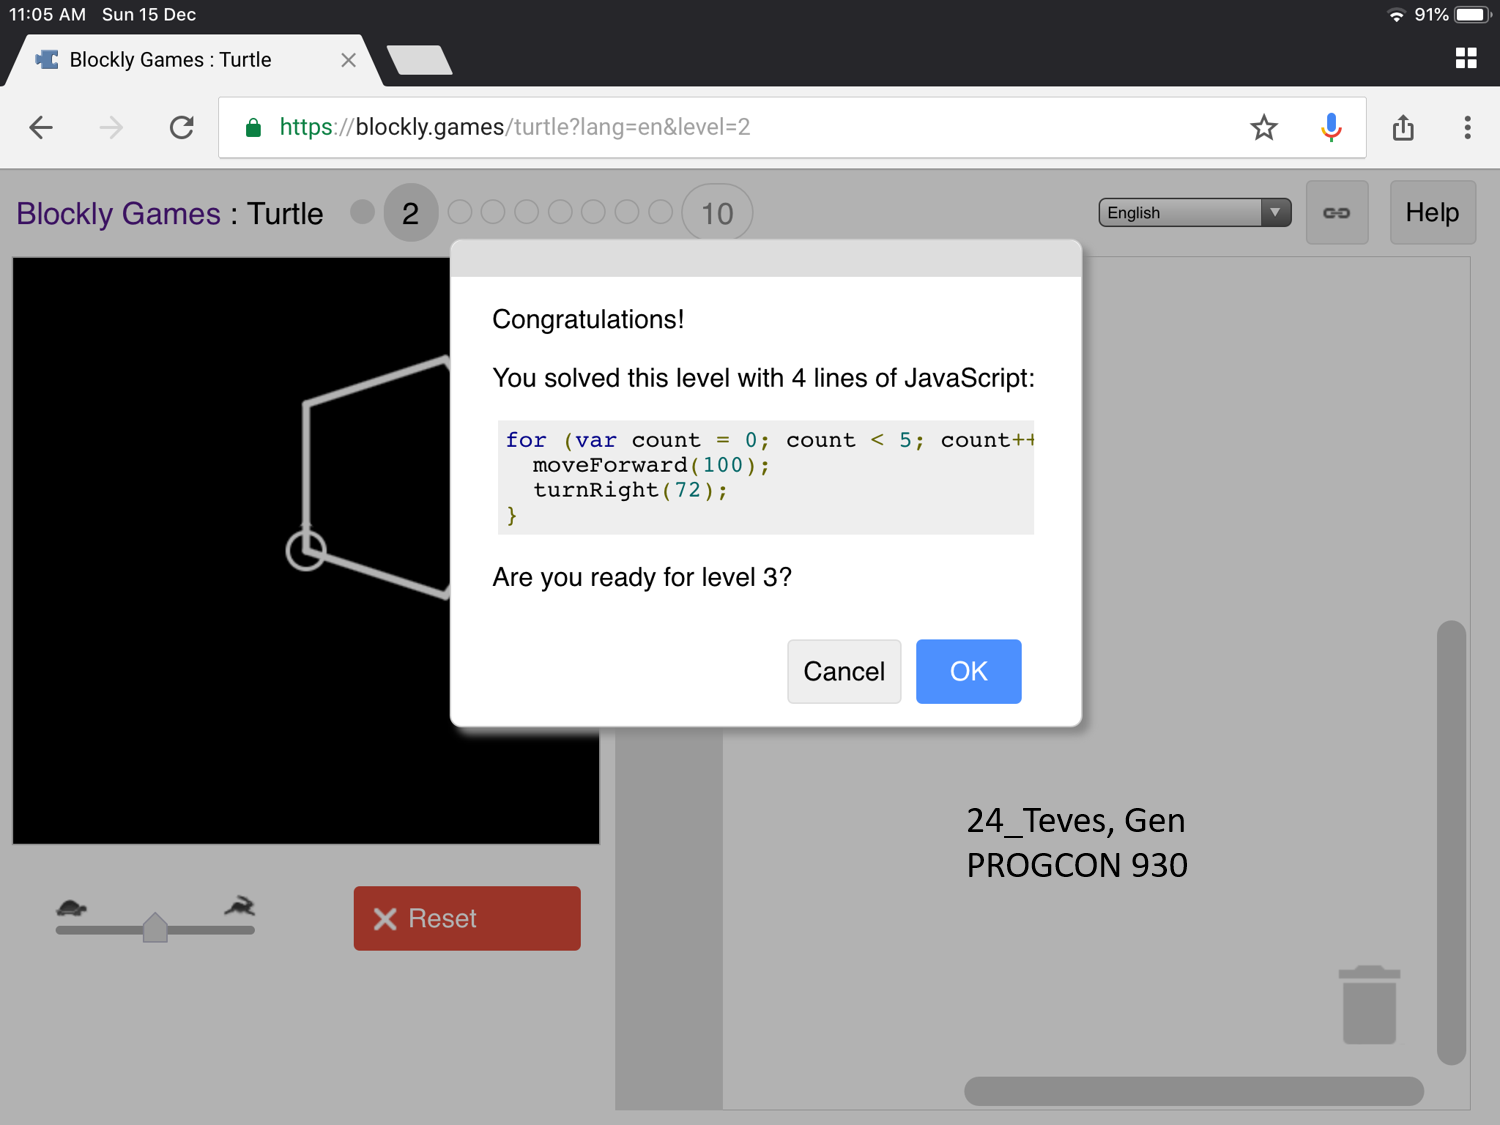 11:05 AM Sun 15 Dec
91%
Blockly Games : Turtle
https://blockly.games/turtle?lang=en&level=2
Blockly Games : Turtle
2
10
English
Help
Congratulations!
You solved this level with 4 lines of JavaScript:
for (var count = 0; count < 5; count++
moveForward(100);
turnRight(72);
}
Are you ready for level 3?
Cancel
OK
24_Teves, Gen
PROGCON 930
Reset